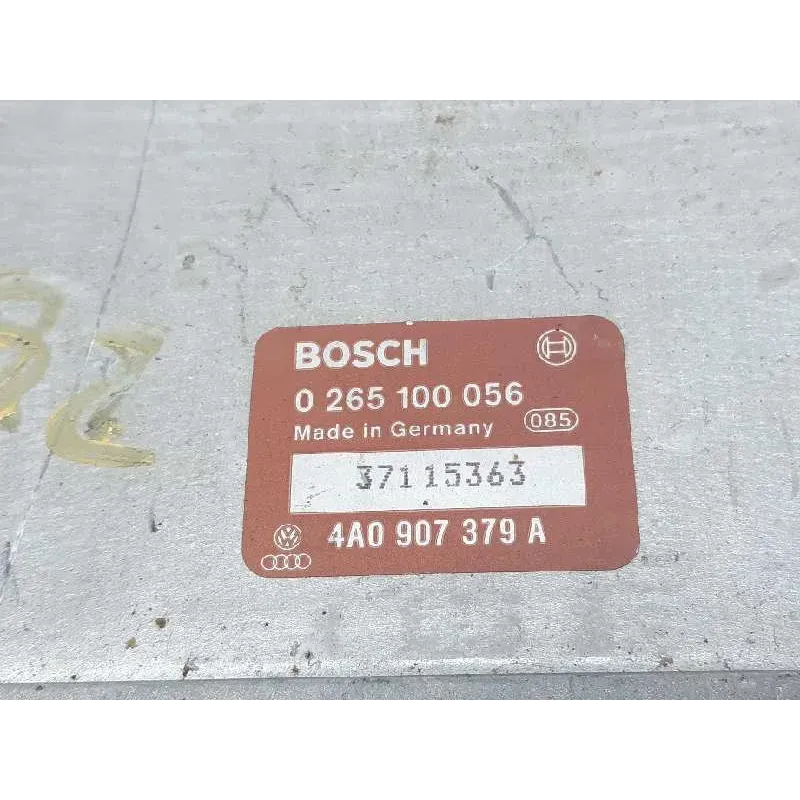 BOSCH
0 265 100 056
Made in Germany 085
37115363
4A0 907 379 A